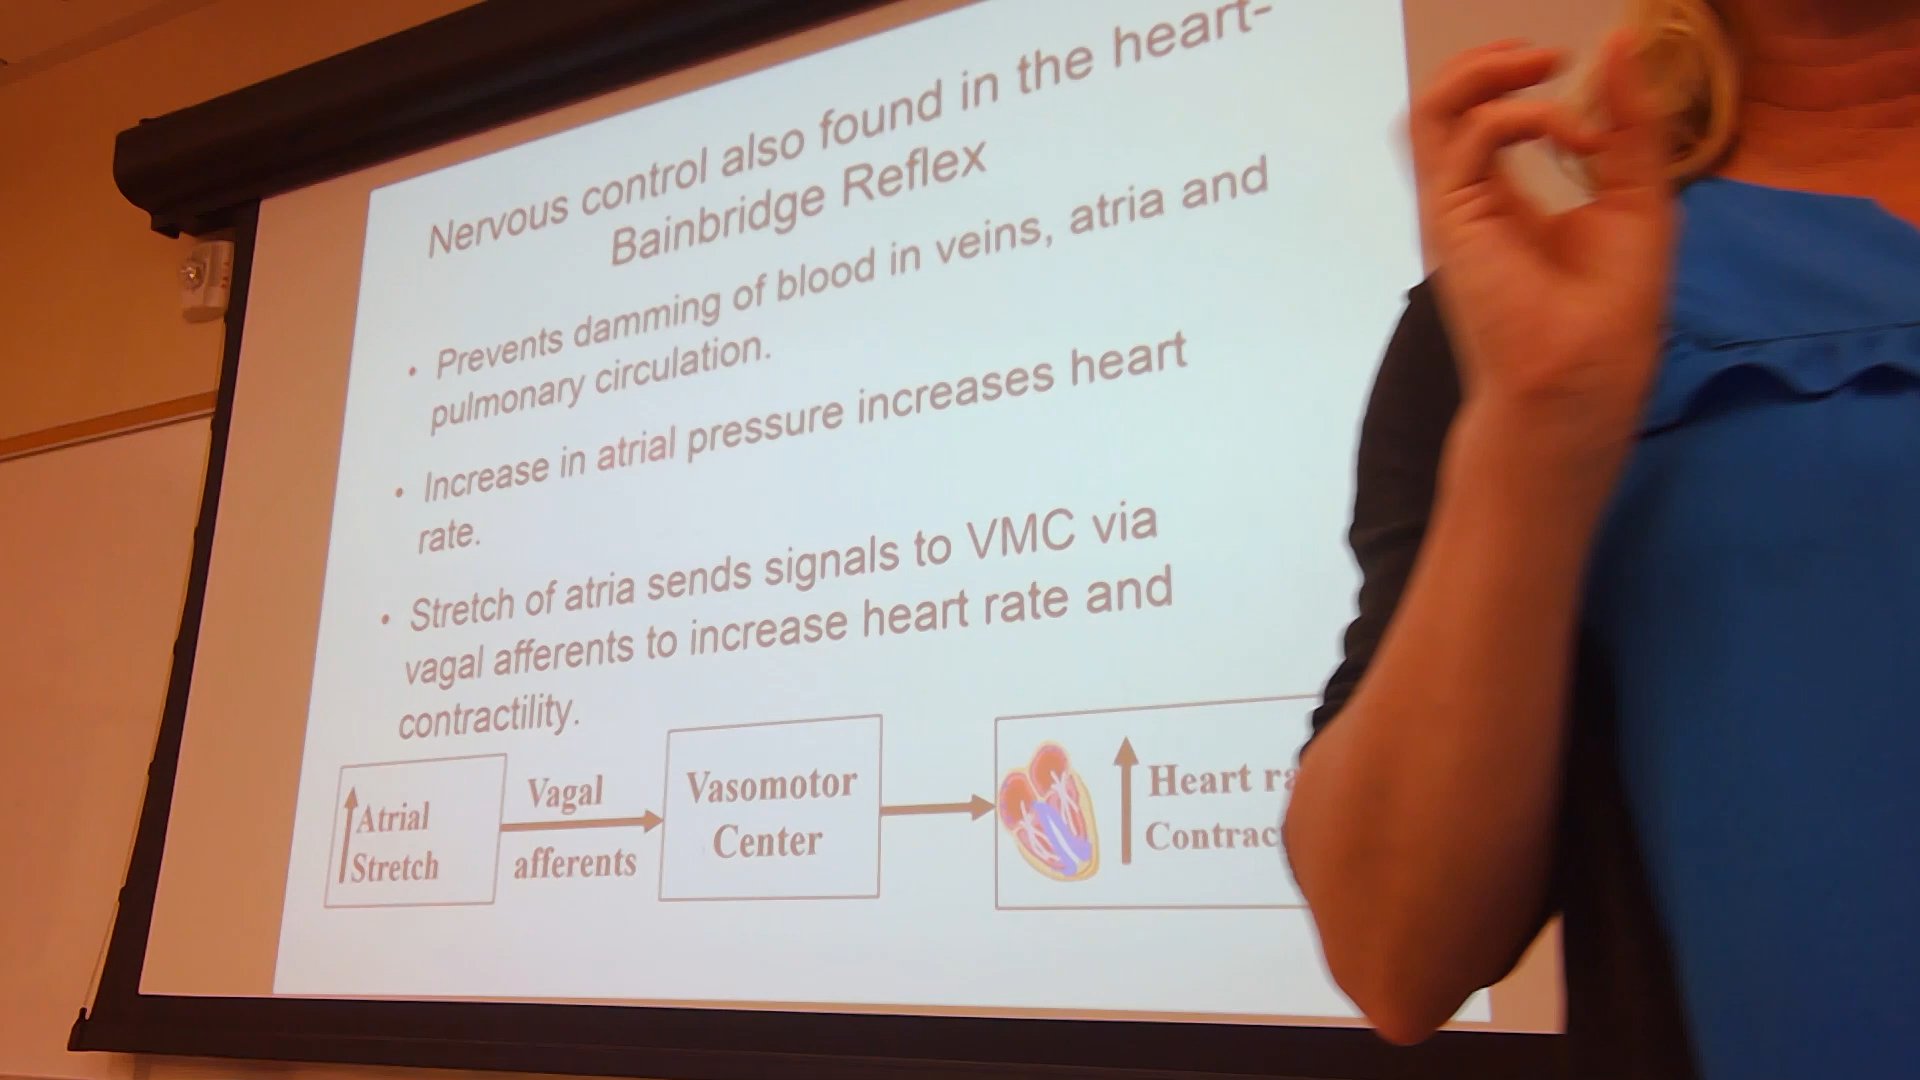 Nervous control also found in the heart-
Bainbridge Reflex
• Prevents damming of blood in veins, atria and
pulmonary circulation.
• Increase in atrial pressure increases heart
rate.
• Stretch of atria sends signals to VMC via
vagal afferents to increase heart rate and
contractility.
Atrial
Stretch
Vagal
afferents
Vasomotor
Center
Heart